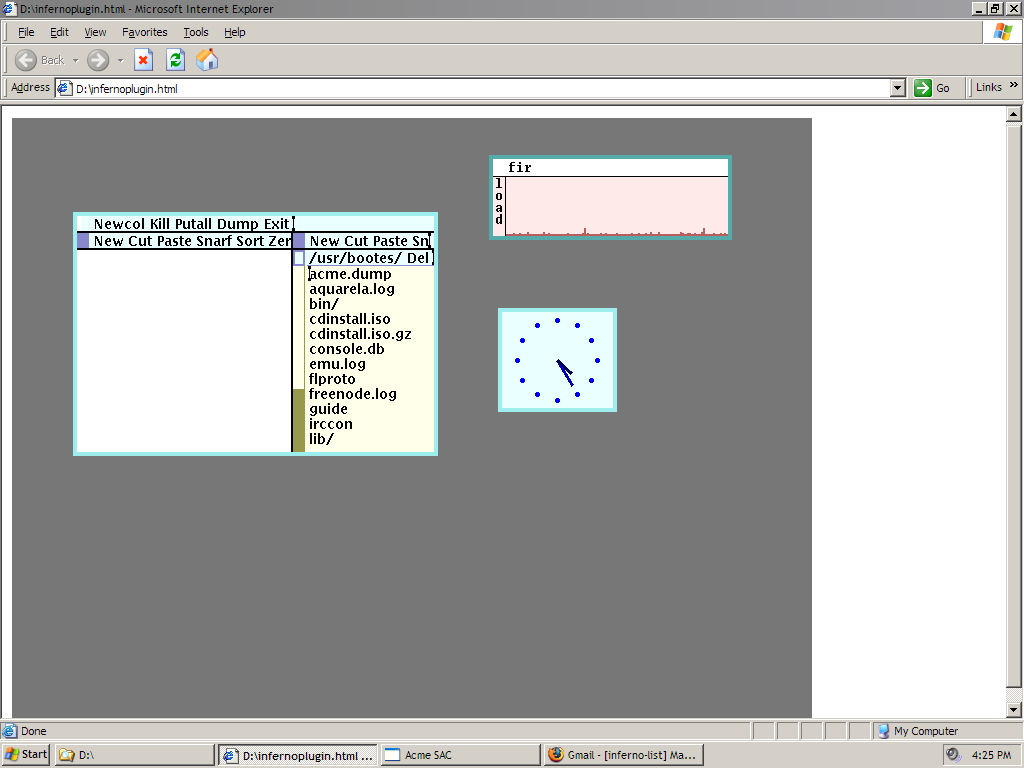 D:\infernoplugin.html - Microsoft Internet Explorer
File Edit View Favorites Tools Help
Back
Address D:\infernoplugin.html Go Links »
fir
load
Newcol Kill Putall Dump Exit
New Cut Paste Snarf Sort Zer New Cut Paste Sn
/usr/bootes/ Del
acme.dump
aquarela.log
bin/
cdinstall.iso
cdinstall.iso.gz
console.db
emu.log
flproto
freenode.log
guide
irccon
lib/
Done My Computer
Start D:\ D:\infernoplugin.html ... Acme SAC Gmail - [inferno-list] Ma... 4:25 PM